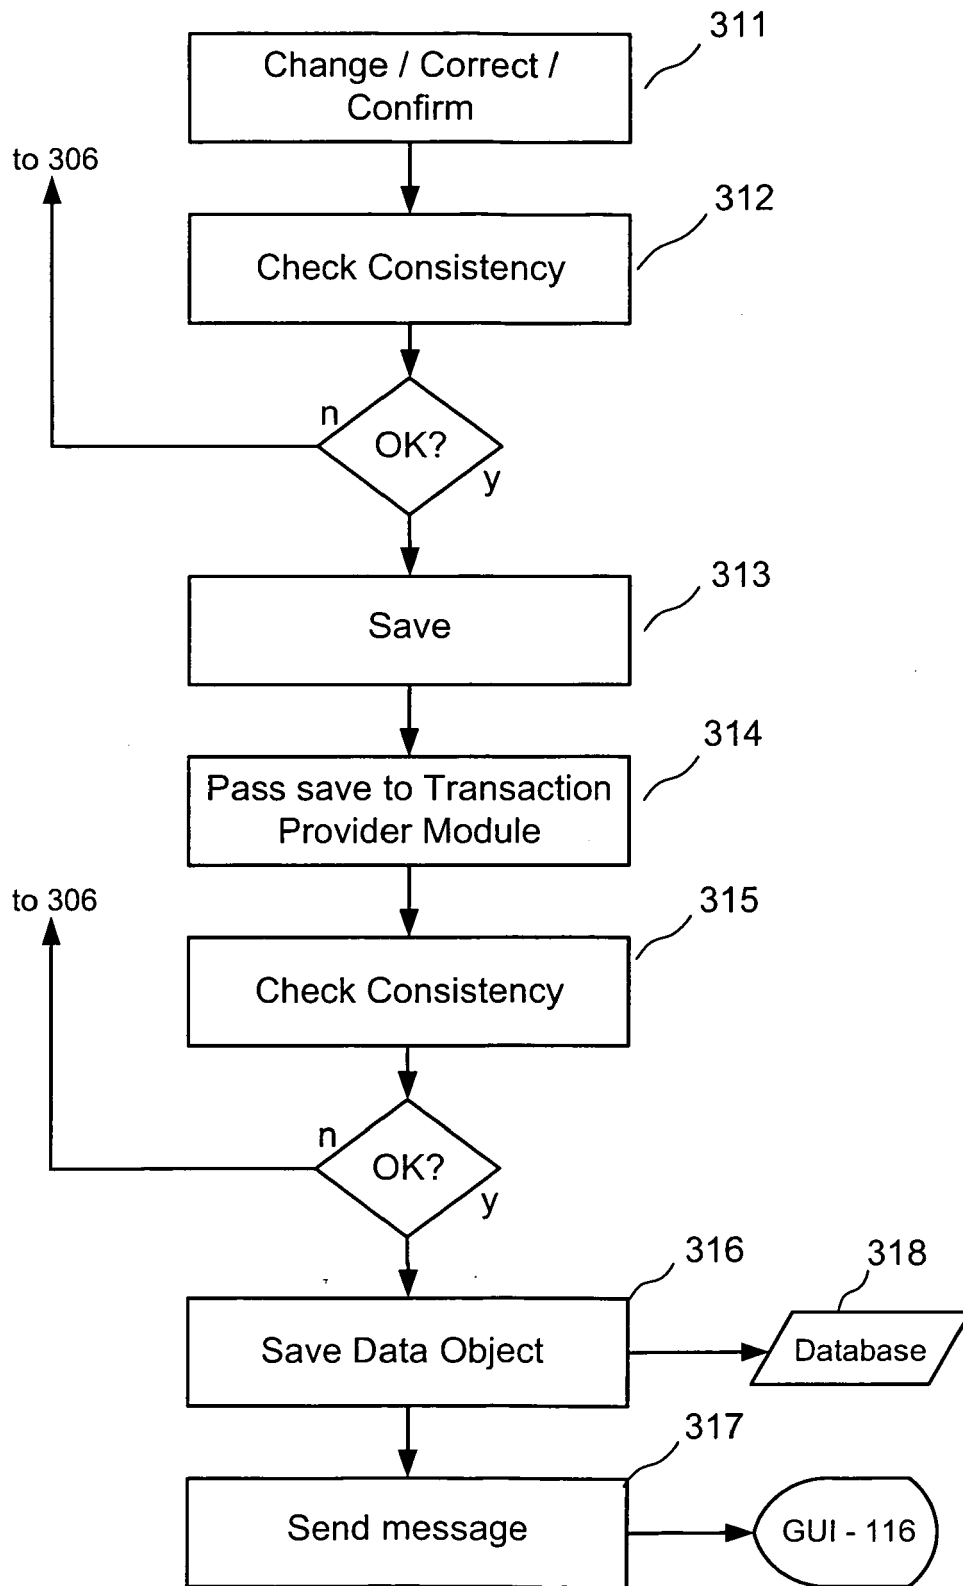 311
Change / Correct /
Confirm
to 306
312
Check Consistency
n
OK?
y
313
Save
314
Pass save to Transaction
Provider Module
to 306
315
Check Consistency
n
OK?
y
316
318
Save Data Object
Database
317
Send message
GUI - 116